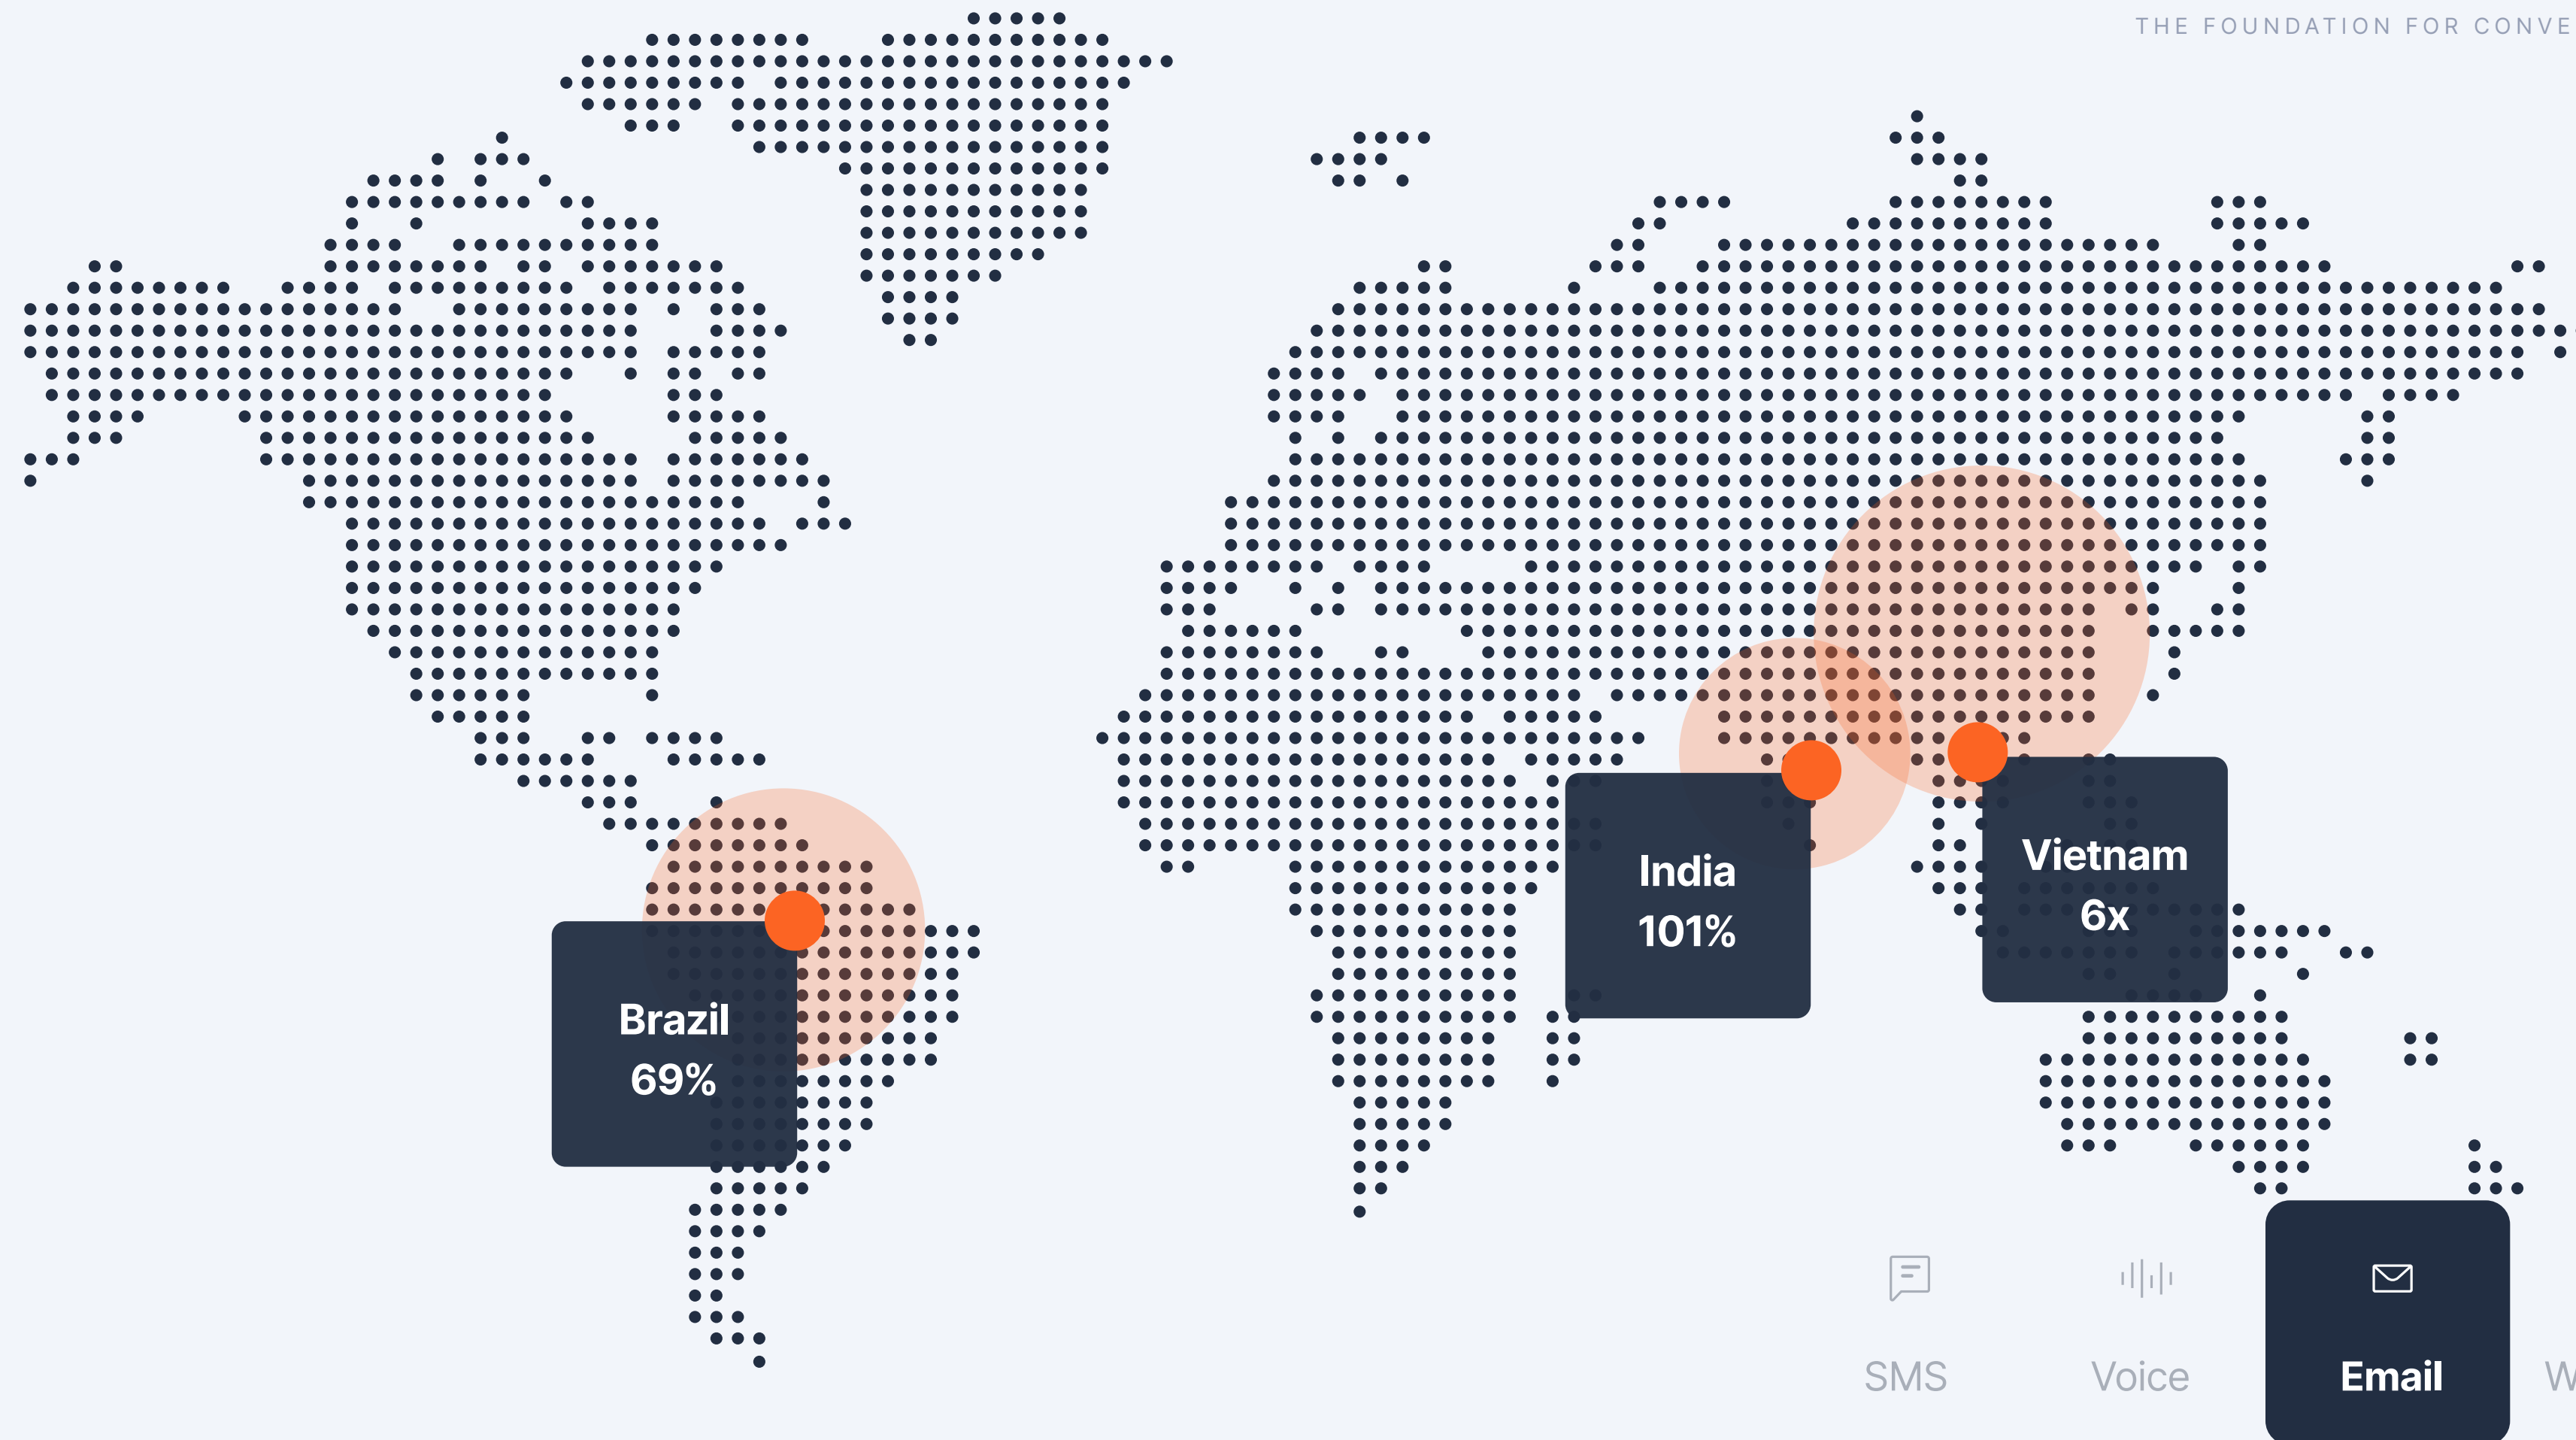 THE FOUNDATION FOR CONVE
India
101%
Vietnam
6x
Brazil
69%
SMS
Voice
Email
W